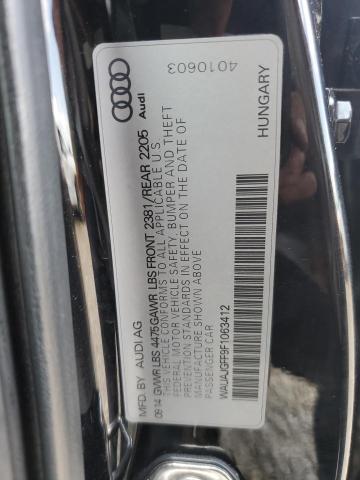 Audi
4010603
MFD. BY AUDI AG
09.14 GVWR LBS 4475 GAWR LBS FRONT 2381/REAR 2205
THIS VEHICLE CONFORMS TO ALL APPLICABLE U.S.
FEDERAL MOTOR VEHICLE SAFETY, BUMPER AND THEFT
PREVENTION STANDARDS IN EFFECT ON THE DATE OF
MANUFACTURE SHOWN ABOVE
PASSENGER CAR
WAUAJGFF9F1063412
HUNGARY